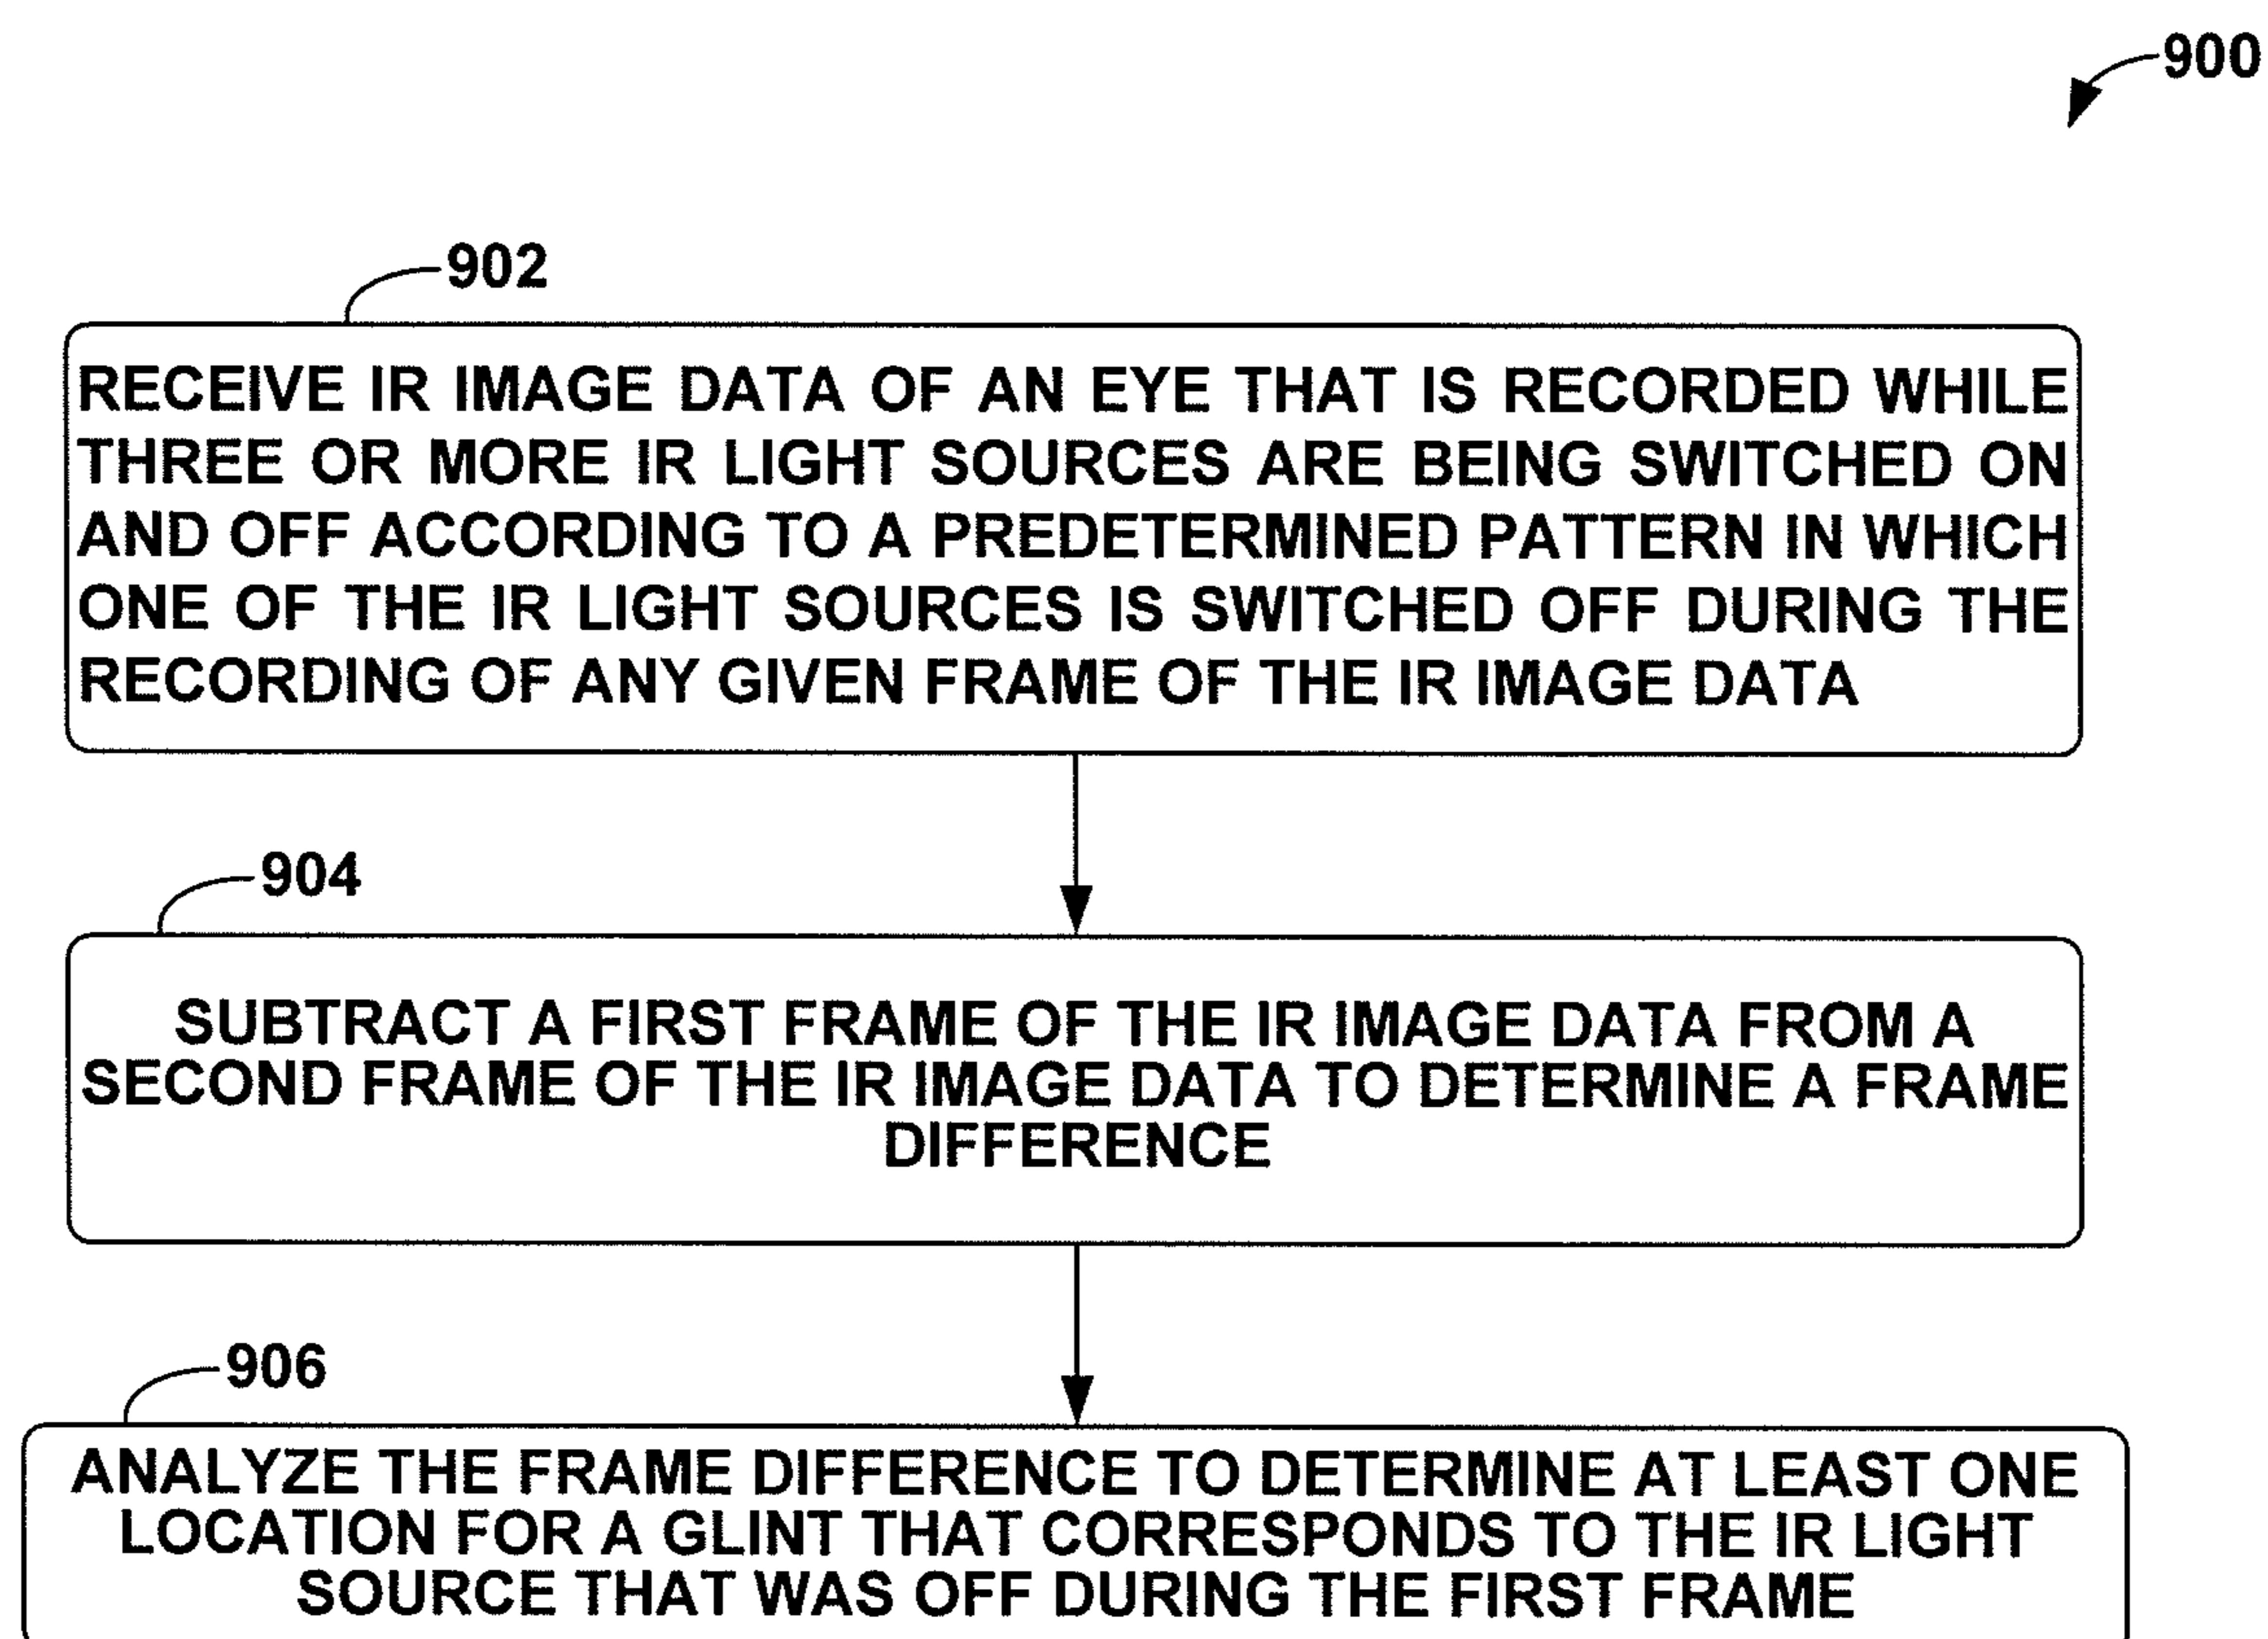 900
902
RECEIVE IR IMAGE DATA OF AN EYE THAT IS RECORDED WHILE
THREE OR MORE IR LIGHT SOURCES ARE BEING SWITCHED ON
AND OFF ACCORDING TO A PREDETERMINED PATTERN IN WHICH
ONE OF THE IR LIGHT SOURCES IS SWITCHED OFF DURING THE
RECORDING OF ANY GIVEN FRAME OF THE IR IMAGE DATA
904
SUBTRACT A FIRST FRAME OF THE IR IMAGE DATA FROM A
SECOND FRAME OF THE IR IMAGE DATA TO DETERMINE A FRAME
DIFFERENCE
906
ANALYZE THE FRAME DIFFERENCE TO DETERMINE AT LEAST ONE
LOCATION FOR A GLINT THAT CORRESPONDS TO THE IR LIGHT
SOURCE THAT WAS OFF DURING THE FIRST FRAME